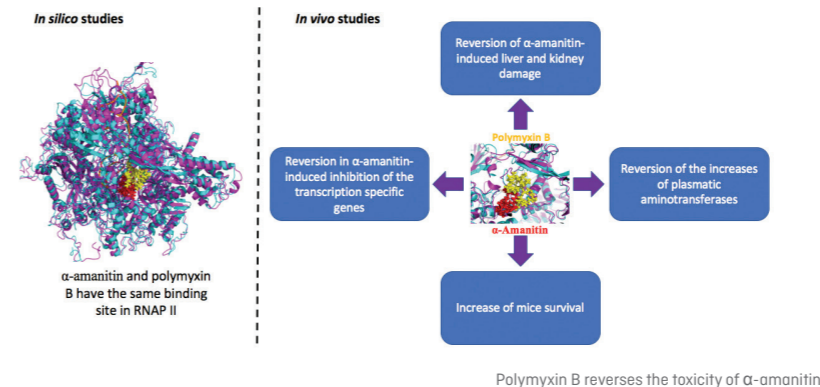 In silico studies
α-amanitin and polymyxin
B have the same binding
site in RNAP II
In vivo studies
Reversion of α-amanitin-
induced liver and kidney
damage
Reversion in α-amanitin-
induced inhibition of the
transcription specific
genes
Polymyxin B
α-Amanitin
Reversion of the increases
of plasmatic
aminotransferases
Increase of mice survival
Polymyxin B reverses the toxicity of α-amanitin